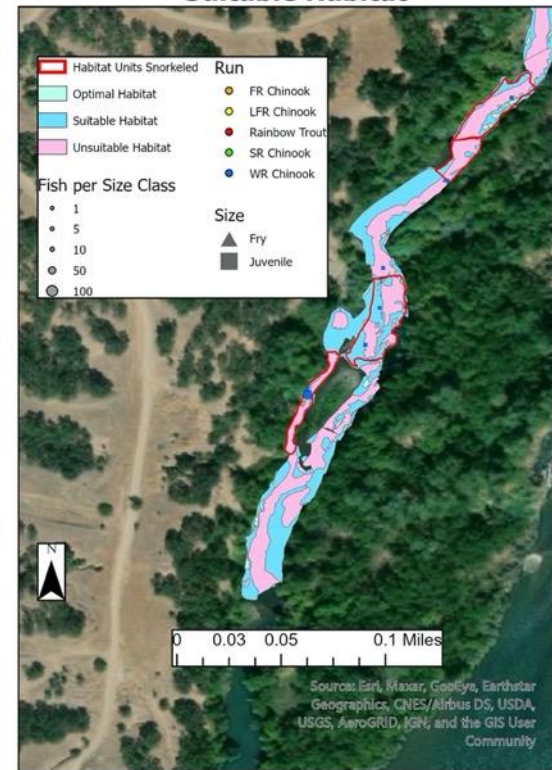 Suitable Habitat
Habitat Units Snorkeled
Optimal Habitat
Suitable Habitat
Unsuitable Habitat
Fish per Size Class
1
5
10
50
100
Run
FR Chinook
LFR Chinook
Rainbow Trout
SR Chinook
WR Chinook
Size
Fry
Juvenile
N
0 0.03 0.05 0.1 Miles
Source: Esri, Maxar, GeoEye, Earthstar
Geographics, CNES/Airbus DS, USDA,
USGS, AeroGRID, IGN, and the GIS User
Community